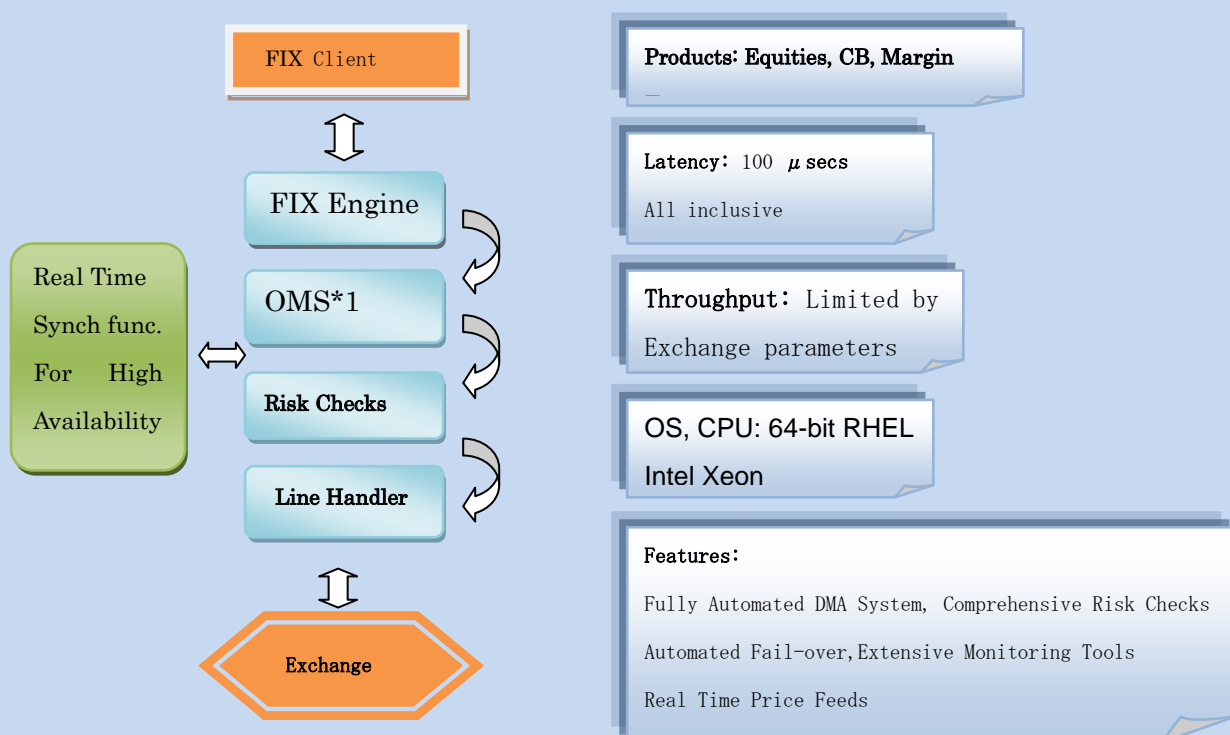 FIX Client
FIX Engine
OMS*1
Risk Checks
Line Handler
Exchange
Real Time
Synch func.
For High
Availability
Products: Equities, CB, Margin
Latency: 100 μsecs
All inclusive
Throughput: Limited by
Exchange parameters
OS, CPU: 64-bit RHEL
Intel Xeon
Features:
Fully Automated DMA System, Comprehensive Risk Checks
Automated Fail-over,Extensive Monitoring Tools
Real Time Price Feeds